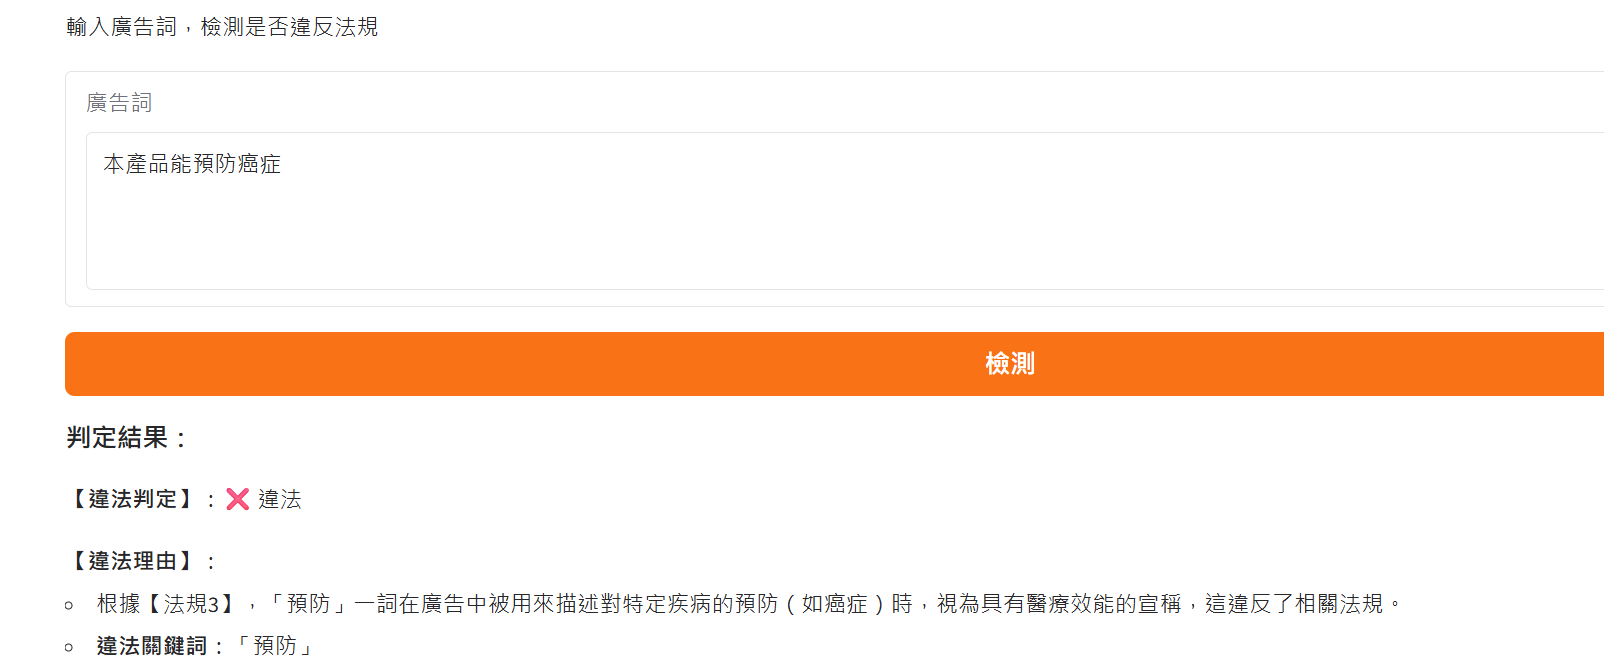 輸入廣告詞，檢測是否違反法規
廣告詞
本產品能預防癌症
檢測
判定結果：
【違法判定】：❌ 違法
【違法理由】：
根據【法規3】，「預防」一詞在廣告中被用來描述對特定疾病的預防（如癌症）時，視為具有醫療效能的宣稱，這違反了相關法規。
違法關鍵詞：「預防」